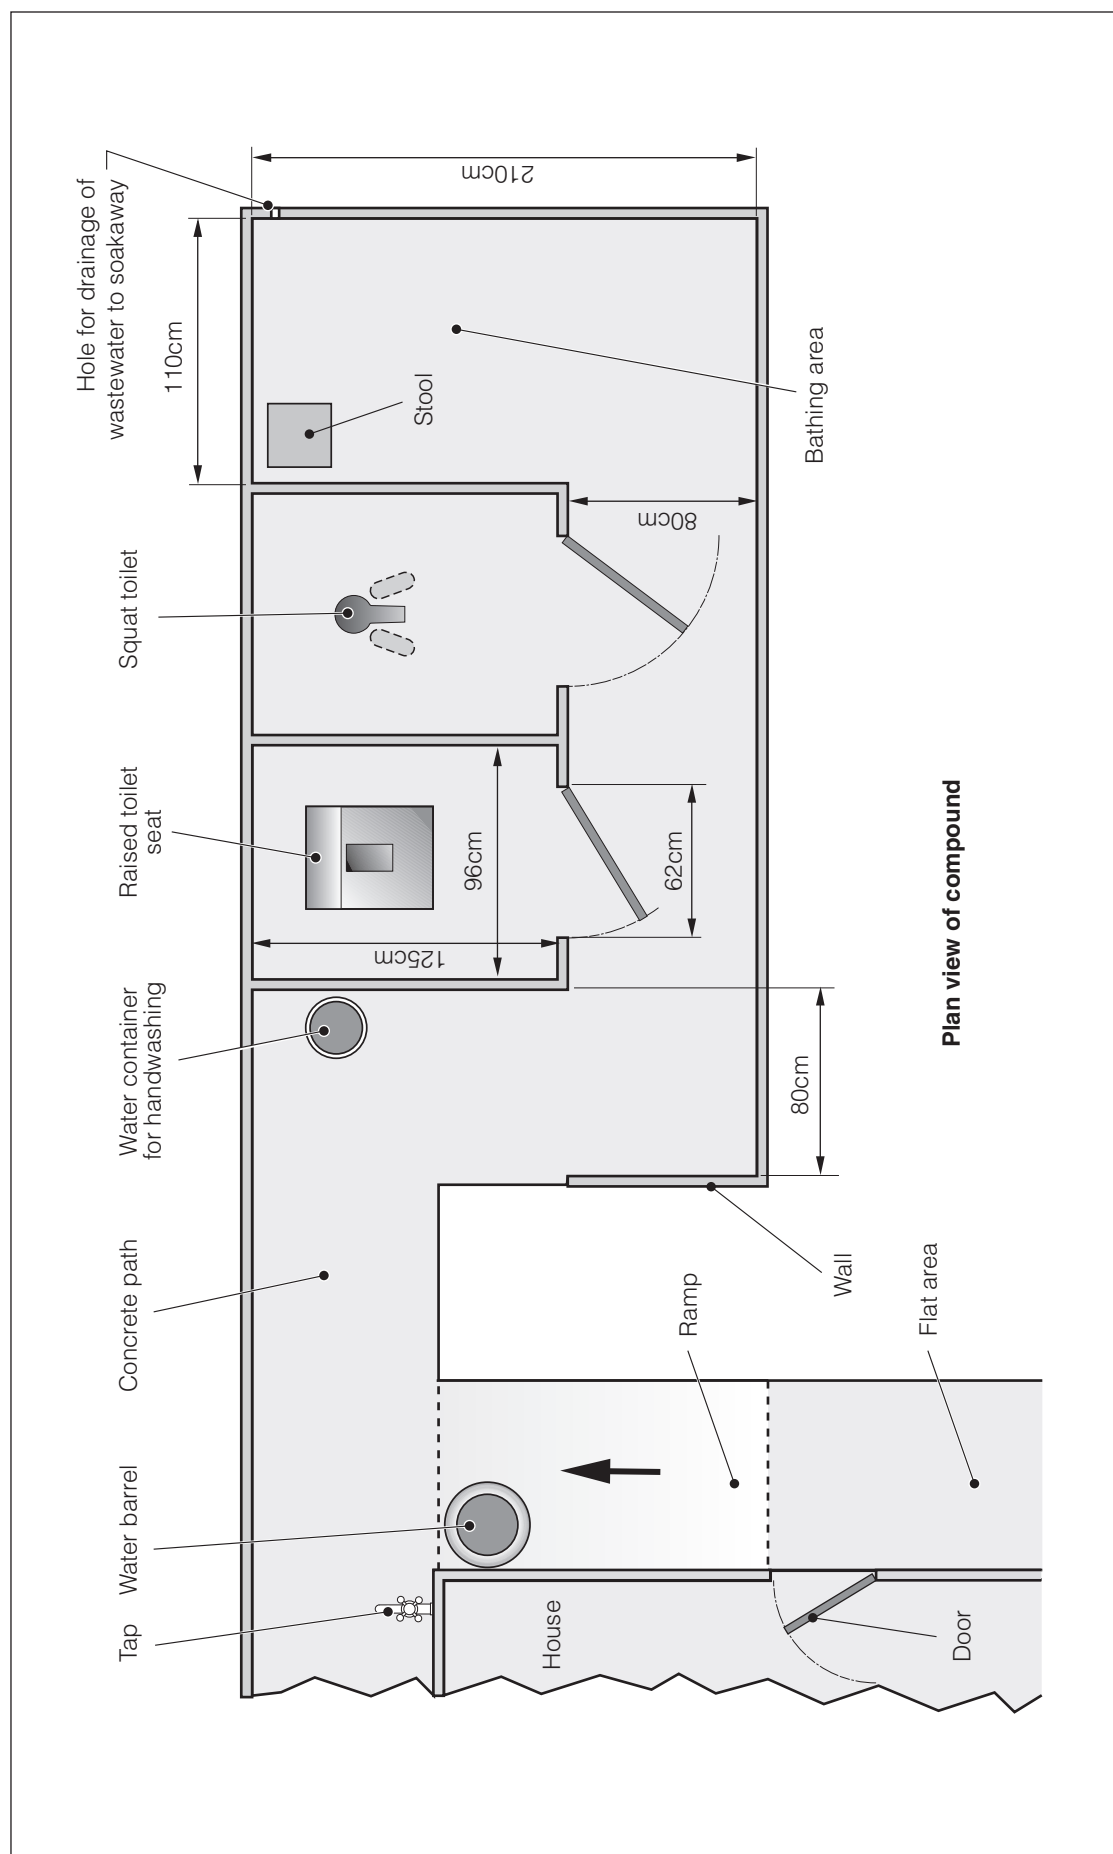 Hole for drainage of
wastewater to soakaway
110cm
210cm
Stool
Bathing area
Squat toilet
80cm
Raised toilet
seat
96cm
125cm
62cm
Water container
for handwashing
80cm
Concrete path
Wall
Ramp
Flat area
Water barrel
Tap
House
Door
Plan view of compound